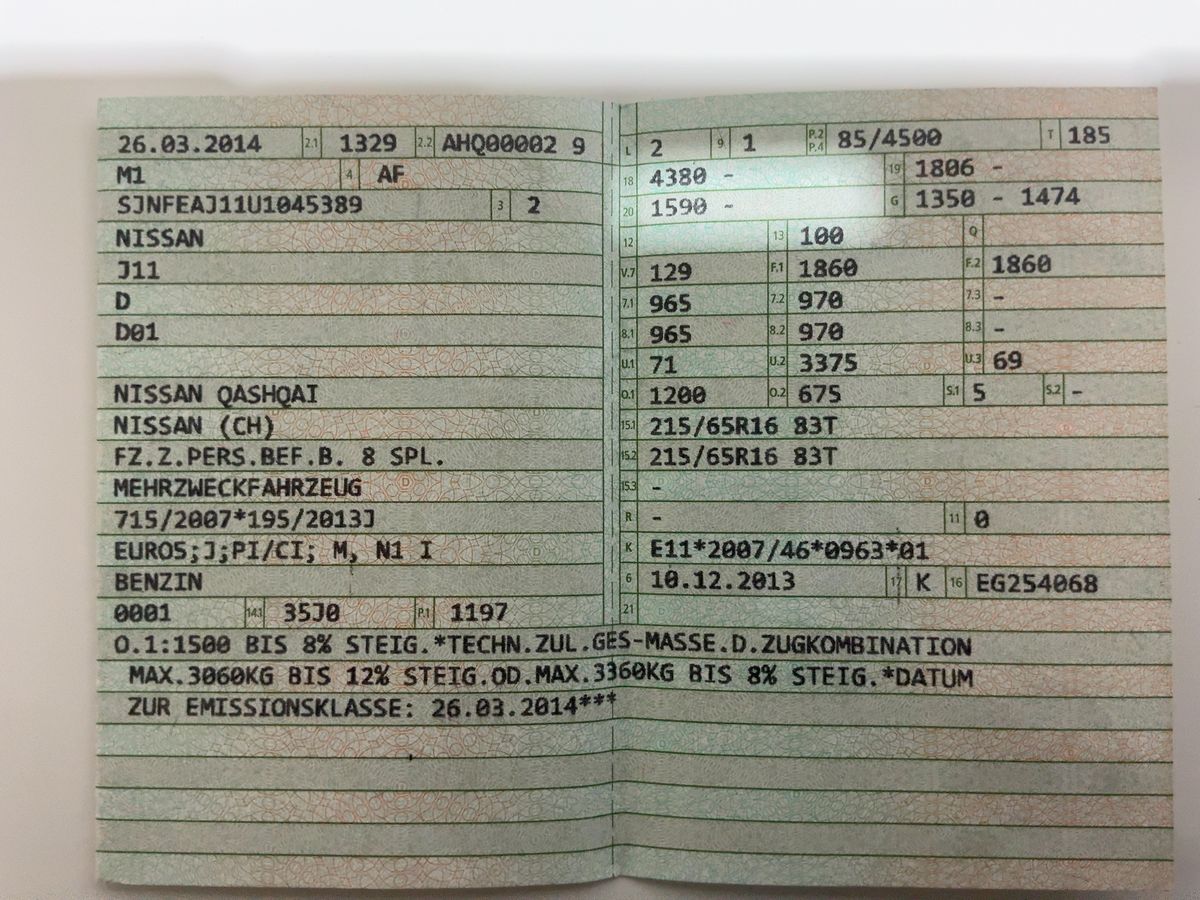 26.03.2014 2.1 1329 2.2 AHQ00002 9
M1 4 AF
SJNFEAJ11U1045389 3 2
NISSAN
J11
D
D01
NISSAN QASHQAI
NISSAN (CH)
FZ.Z.PERS.BEF.B. 8 SPL.
MEHRZWECKFAHRZEUG
715/2007*195/2013J
EURO5;J;PI/CI; M, N1 I
BENZIN
0001 14.1 35J0 P.1 1197
L 2 9 1 P.2 P.4 85/4500 T 185
18 4380 - 19 1806 -
20 1590 - G 1350 - 1474
12 13 100 Q
V.7 129 F.1 1860 F.2 1860
7.1 965 7.2 970 7.3 -
8.1 965 8.2 970 8.3 -
U.1 71 U.2 3375 U.3 69
O.1 1200 O.2 675 S.1 5 S.2 -
15.1 215/65R16 83T
15.2 215/65R16 83T
15.3 -
R - 11 0
K E11*2007/46*0963*01
6 10.12.2013 17 K 16 EG254068
21
O.1:1500 BIS 8% STEIG.*TECHN.ZUL.GES-MASSE.D.ZUGKOMBINATION
MAX.3060KG BIS 12% STEIG.OD.MAX.3360KG BIS 8% STEIG.*DATUM
ZUR EMISSIONSKLASSE: 26.03.2014***